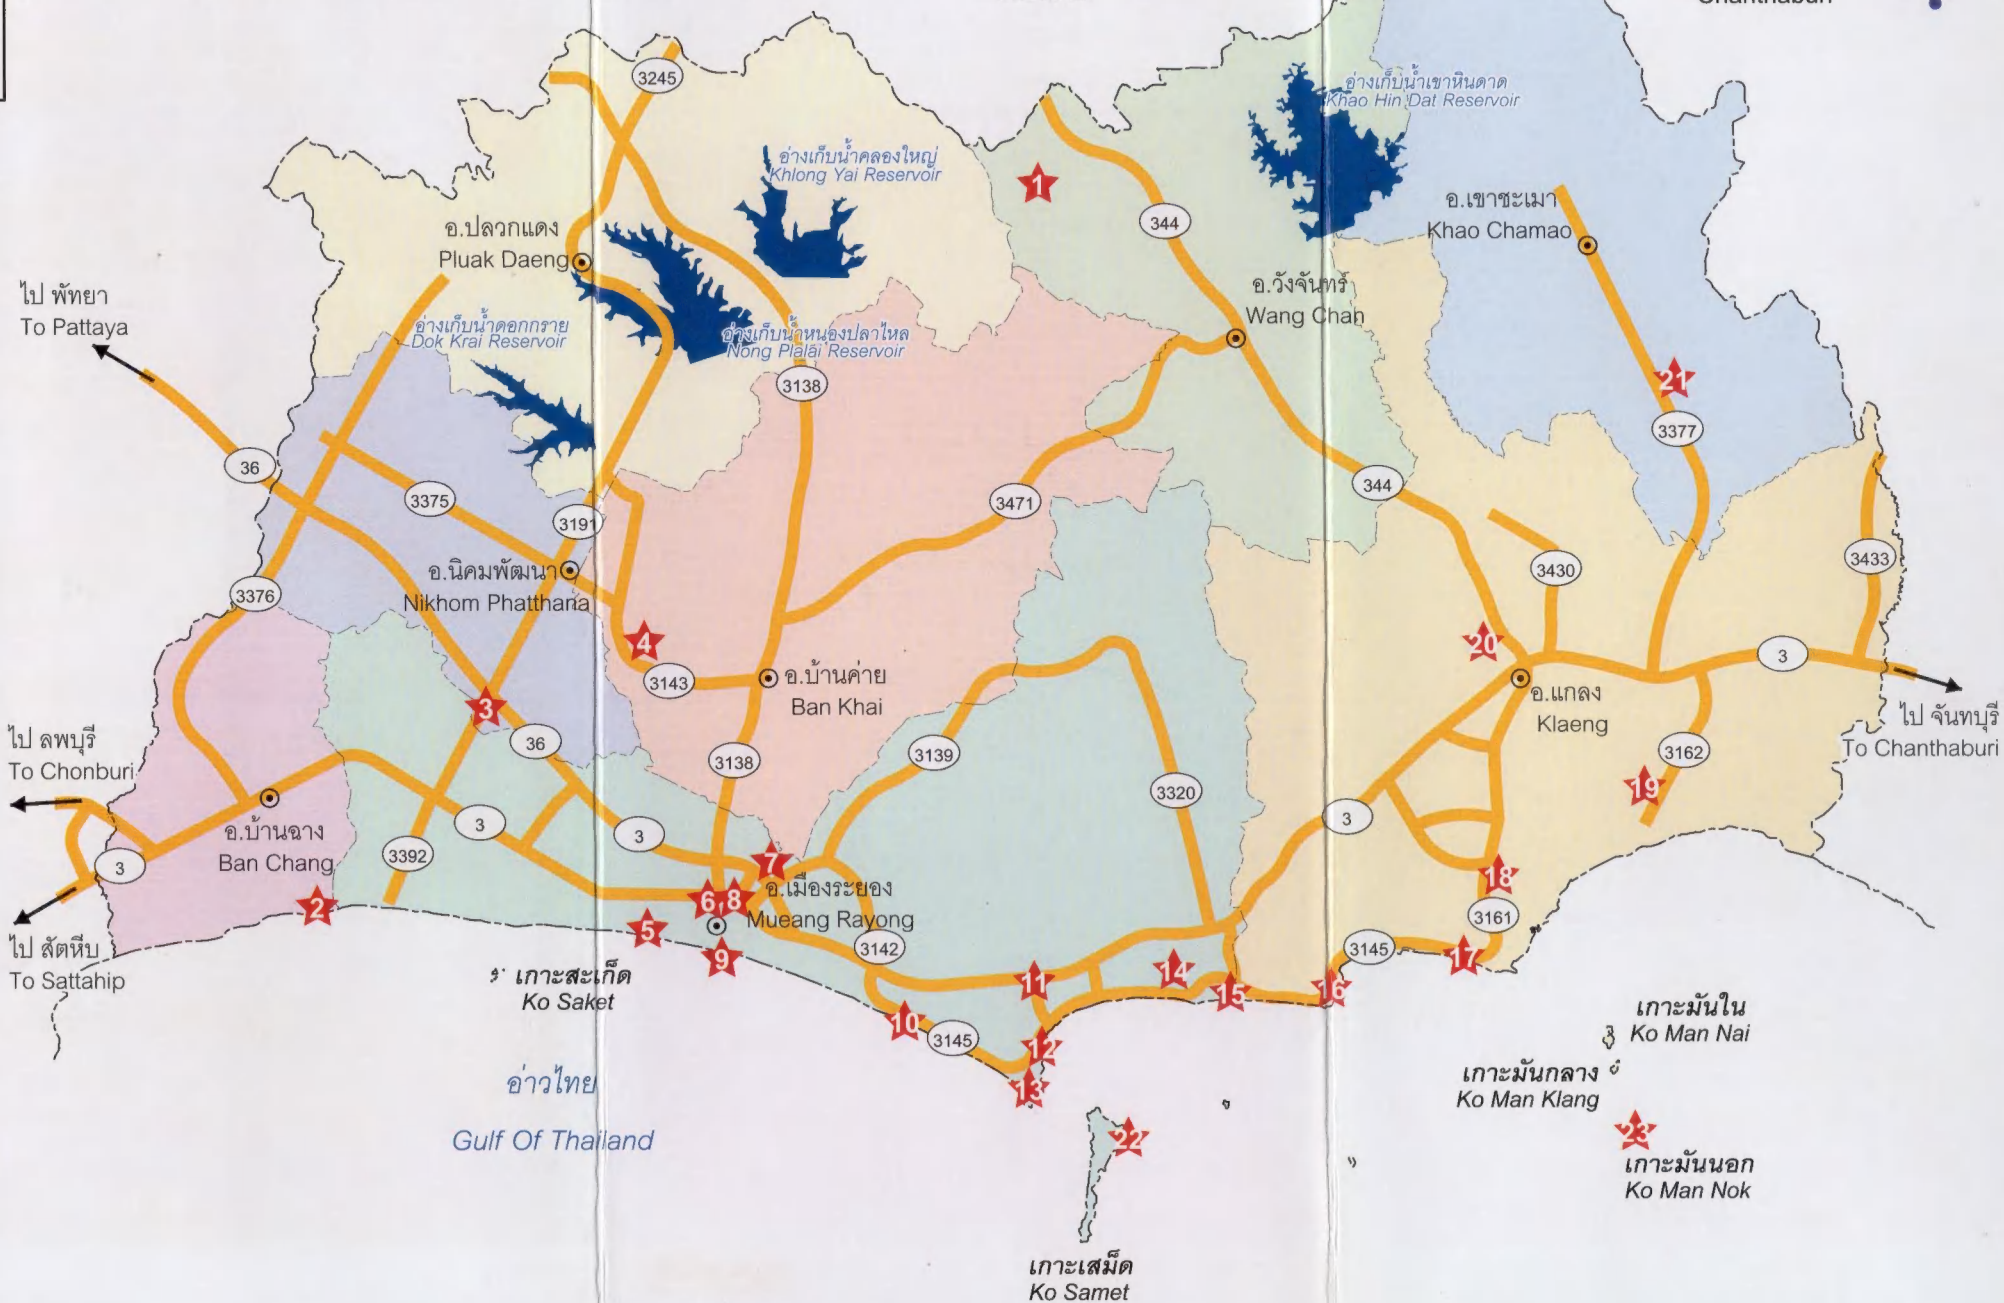 3245
อ่างเก็บน้ำเขาหินดาด
Khao Hin Dat Reservoir
อ่างเก็บน้ำคลองใหญ่
Khlong Yai Reservoir
1
344
อ.เขาชะเมา
Khao Chamao
อ.ปลวกแดง
Pluak Daeng
ไป พัทยา
To Pattaya
อ.วังจันทร์
Wang Chan
อ่างเก็บน้ำดอกกราย
Dok Krai Reservoir
อ่างเก็บน้ำหนองปลาไหล
Nong Plalai Reservoir
3138
21
3377
36
3375
3471
344
3191
3430
3433
อ.นิคมพัฒนา
Nikhom Phatthana
3376
4
20
3
3143
อ.บ้านค่าย
Ban Khai
อ.แกลง
Klaeng
3
36
3138
3139
3162
ไป จันทบุรี
To Chanthaburi
ไป ลพบุรี
To Chonburi
3320
19
3
3
3
อ.บ้านฉาง
Ban Chang
3392
3
7
18
2
6,8
อ.เมืองระยอง
Mueang Rayong
3161
5
9
3142
3145
17
ไป สัตหีบ
To Sattahip
เกาะสะเก็ด
Ko Saket
11
14
15
16
10
3145
12
13
เกาะมันใน
Ko Man Nai
เกาะมันกลาง
Ko Man Klang
อ่าวไทย
Gulf Of Thailand
22
23
เกาะมันนอก
Ko Man Nok
เกาะเสม็ด
Ko Samet